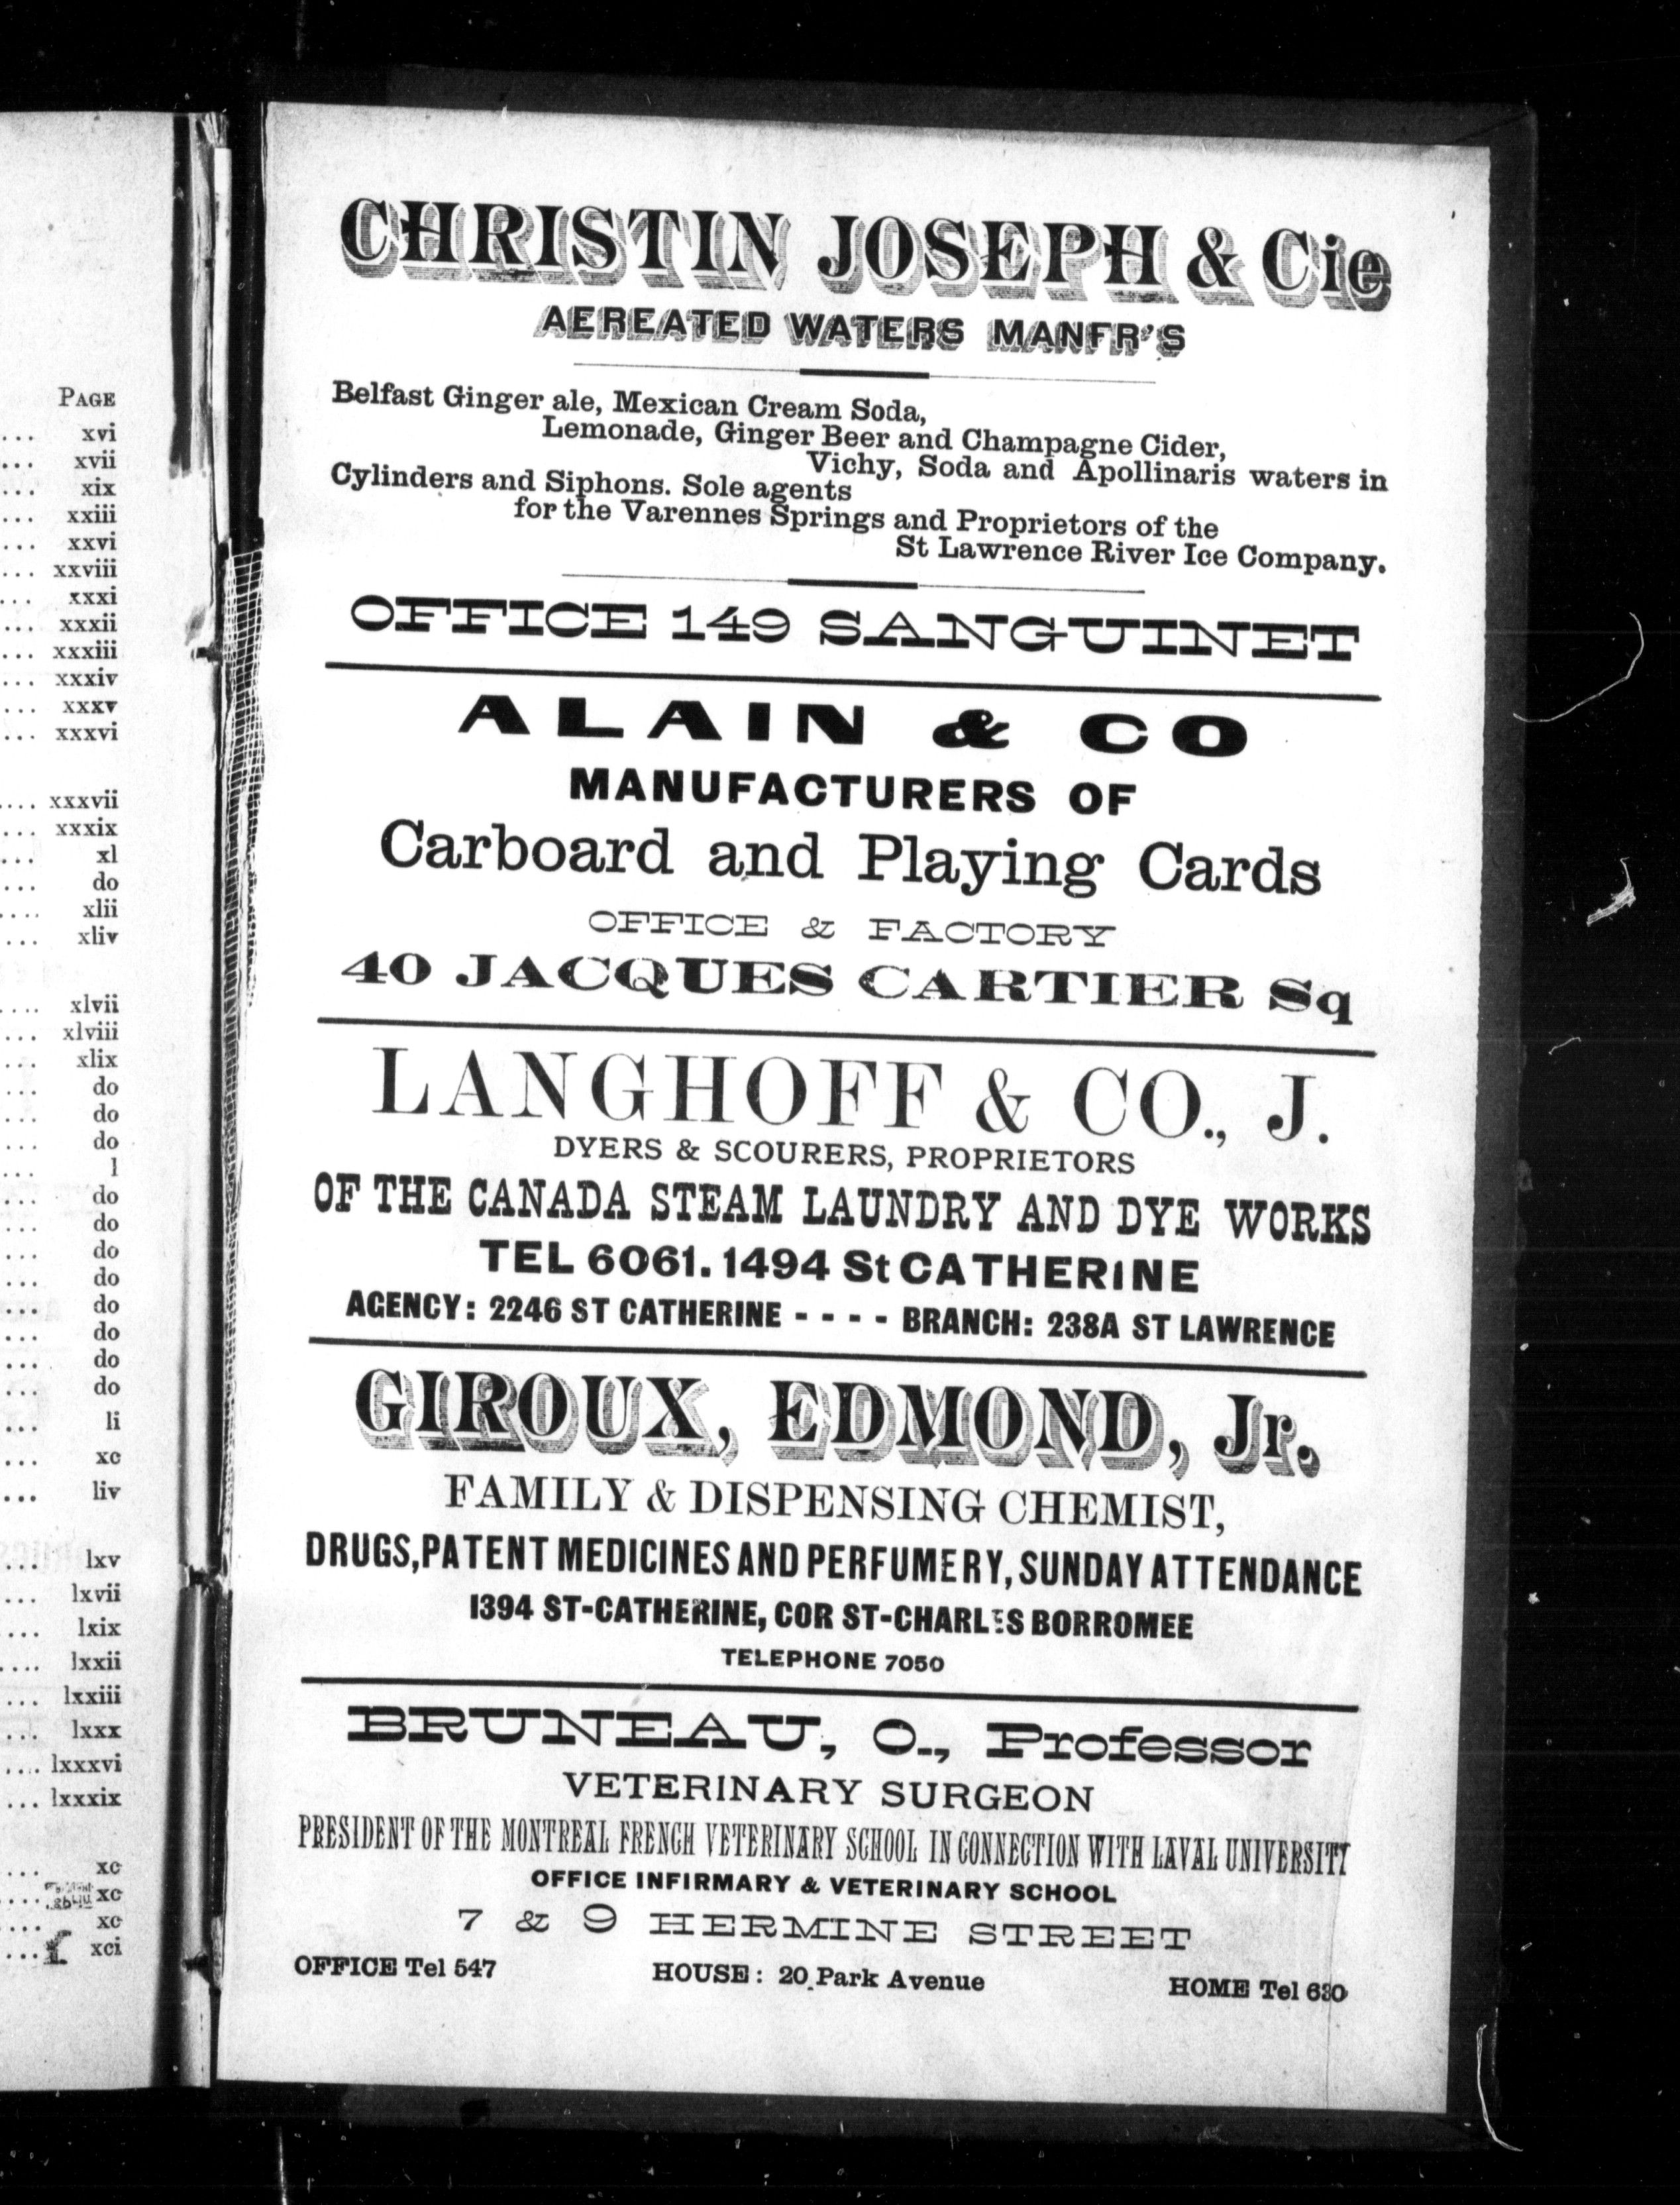 PAGE
... xvi
... xvii
... xix
... xxiii
... xxvi
... xxviii
... xxxi
... xxxii
... xxxiii
... xxxiv
... xxxv
... xxxvi
.... xxxvii
... xxxix
... xl
... do
.... xlii
... xliv
.... xlvii
... xlviii
... xlix
... do
... do
... do
... l
.... do
... do
... do
... do
.... do
... do
... do
... do
... li
... xc
... liv
... lxv
... lxvii
.... lxix
.... lxxii
... lxxiii
... lxxx
... lxxxvi
... lxxxix
... xc
.... xc
.... xc
... xci
CHRISTIN JOSEPH & Cie
AEREATED WATERS MANFR'S
Belfast Ginger ale, Mexican Cream Soda,
Lemonade, Ginger Beer and Champagne Cider,
Vichy, Soda and Apollinaris waters in
Cylinders and Siphons. Sole agents
for the Varennes Springs and Proprietors of the
St Lawrence River Ice Company.
OFFICE 149 SANGUINET
ALAIN & CO
MANUFACTURERS OF
Carboard and Playing Cards
OFFICE & FACTORY
40 JACQUES CARTIER Sq
LANGHOFF & CO., J.
DYERS & SCOURERS, PROPRIETORS
OF THE CANADA STEAM LAUNDRY AND DYE WORKS
TEL 6061. 1494 St CATHERINE
AGENCY: 2246 ST CATHERINE - - - - BRANCH: 238A ST LAWRENCE
GIROUX, EDMOND, Jr.
FAMILY & DISPENSING CHEMIST,
DRUGS, PATENT MEDICINES AND PERFUMERY, SUNDAY ATTENDANCE
1394 ST-CATHERINE, COR ST-CHARLES BORROMEE
TELEPHONE 7050
BRUNEAU, O., Professor
VETERINARY SURGEON
PRESIDENT OF THE MONTREAL FRENCH VETERINARY SCHOOL IN CONNECTION WITH LAVAL UNIVERSITY
OFFICE INFIRMARY & VETERINARY SCHOOL
7 & 9 HERMINE STREET
OFFICE Tel 547 HOUSE: 20 Park Avenue HOME Tel 630